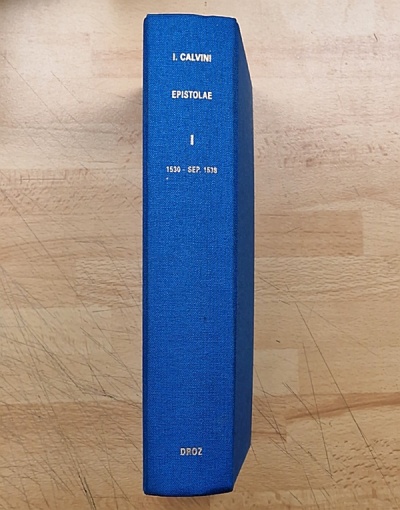 I. CALVINI
EPISTOLAE
I
1530 - SEP. 1538
DROZ